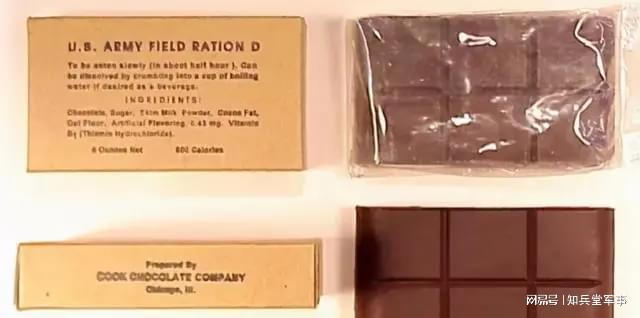 U.S. ARMY FIELD RATION D
To be eaten slowly (in about half hour). Can
be dissolved by crumbling into a cup of boiling
water if desired as a beverage.
INGREDIENTS:
Chocolate, Sugar, Skim Milk Powder, Cocoa Fat,
Oat Flour, Artificial Flavoring, 0.45 mg. Vitamin
B₁ (Thiamin Hydrochloride).
4 Ounces Net 600 Calories
Prepared By
COOK CHOCOLATE COMPANY
Chicago, Ill.
网易号 | 知兵堂军事